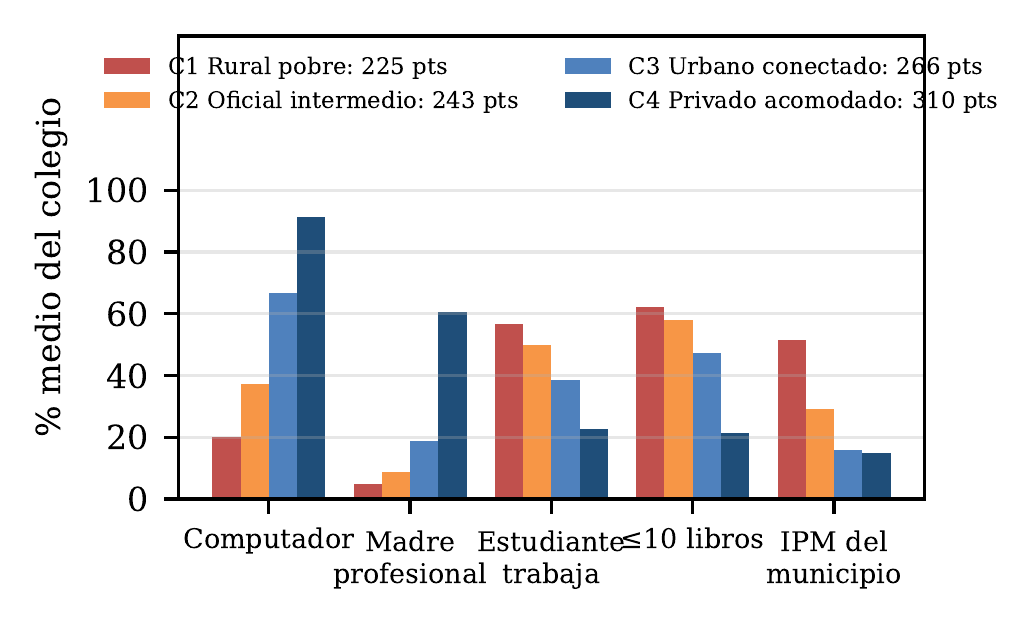 C1 Rural pobre: 225 pts
C2 Oficial intermedio: 243 pts
C3 Urbano conectado: 266 pts
C4 Privado acomodado: 310 pts
% medio del colegio
100
80
60
40
20
0
Computador
Madre
profesional
Estudiante
trabaja
≤10 libros
IPM del
municipio